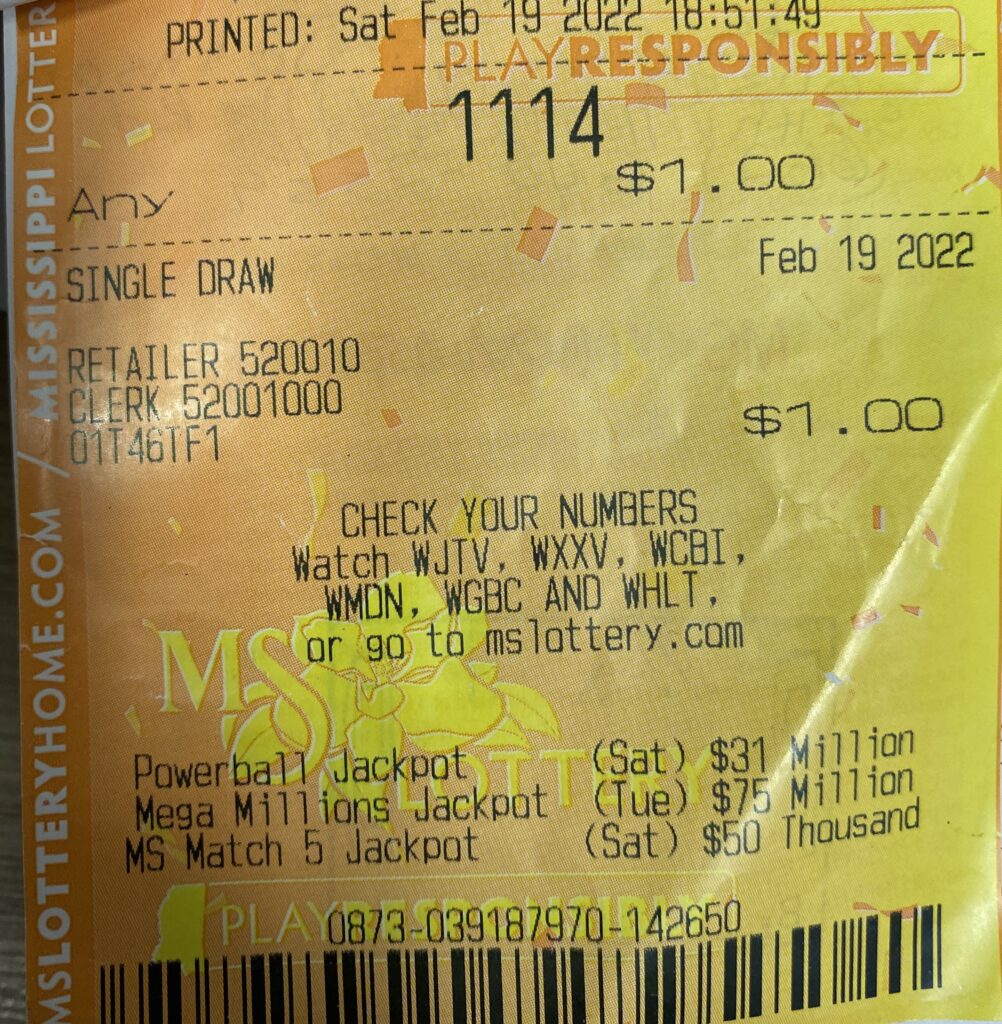 PRINTED: Sat Feb 19 2022 18:51:49
PLAYRESPONSIBLY
1114
Any $1.00
SINGLE DRAW Feb 19 2022
RETAILER 520010
CLERK 52001000
01T46TF1 $1.00
CHECK YOUR NUMBERS
Watch WJTV, WXXV, WCBI,
WMDN, WGBC AND WHLT,
or go to mslottery.com
MS
LOTTERY
Powerball Jackpot (Sat) $31 Million
Mega Millions Jackpot (Tue) $75 Million
MS Match 5 Jackpot (Sat) $50 Thousand
PLAYRESPONSIBLY
0873-039187970-142650
MSLOTTERYHOME.COM / MISSISSIPPI LOTTER